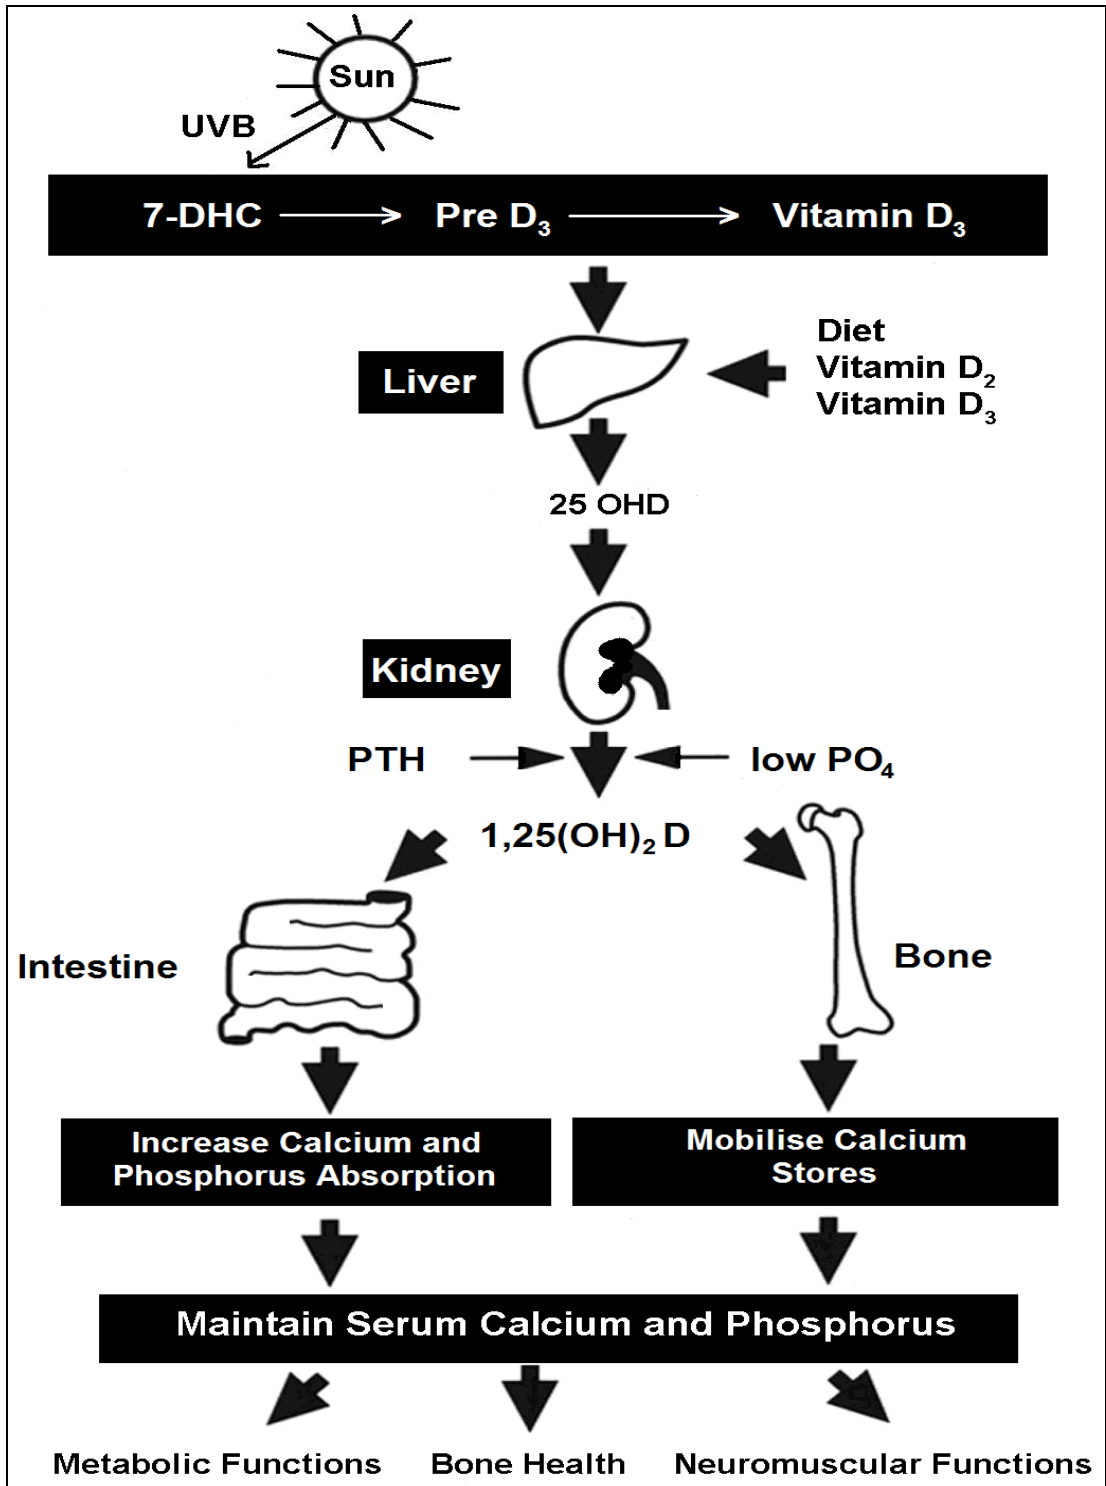 Sun
UVB
7-DHC Pre D₃ Vitamin D₃
Diet
Vitamin D₂
Vitamin D₃
Liver
25 OHD
Kidney
PTH low PO₄
1,25(OH)₂ D
Intestine
Bone
Increase Calcium and
Phosphorus Absorption
Mobilise Calcium
Stores
Maintain Serum Calcium and Phosphorus
Metabolic Functions Bone Health Neuromuscular Functions